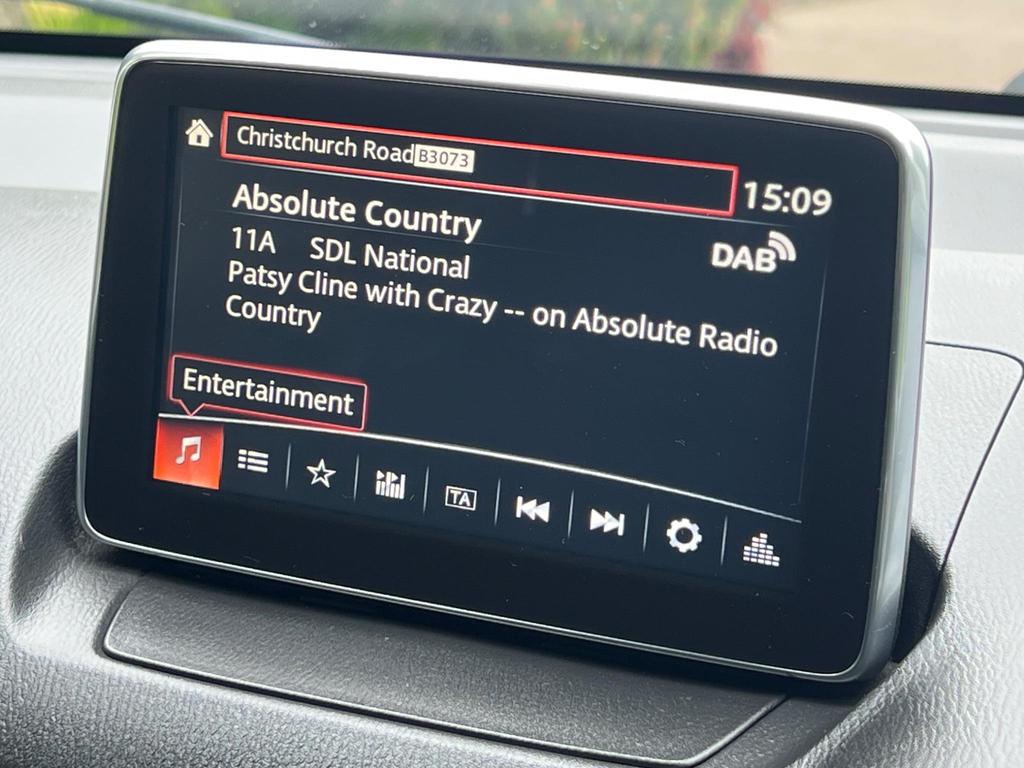 Christchurch Road B3073
15:09
Absolute Country
DAB
11A SDL National
Patsy Cline with Crazy -- on Absolute Radio
Country
Entertainment
TA